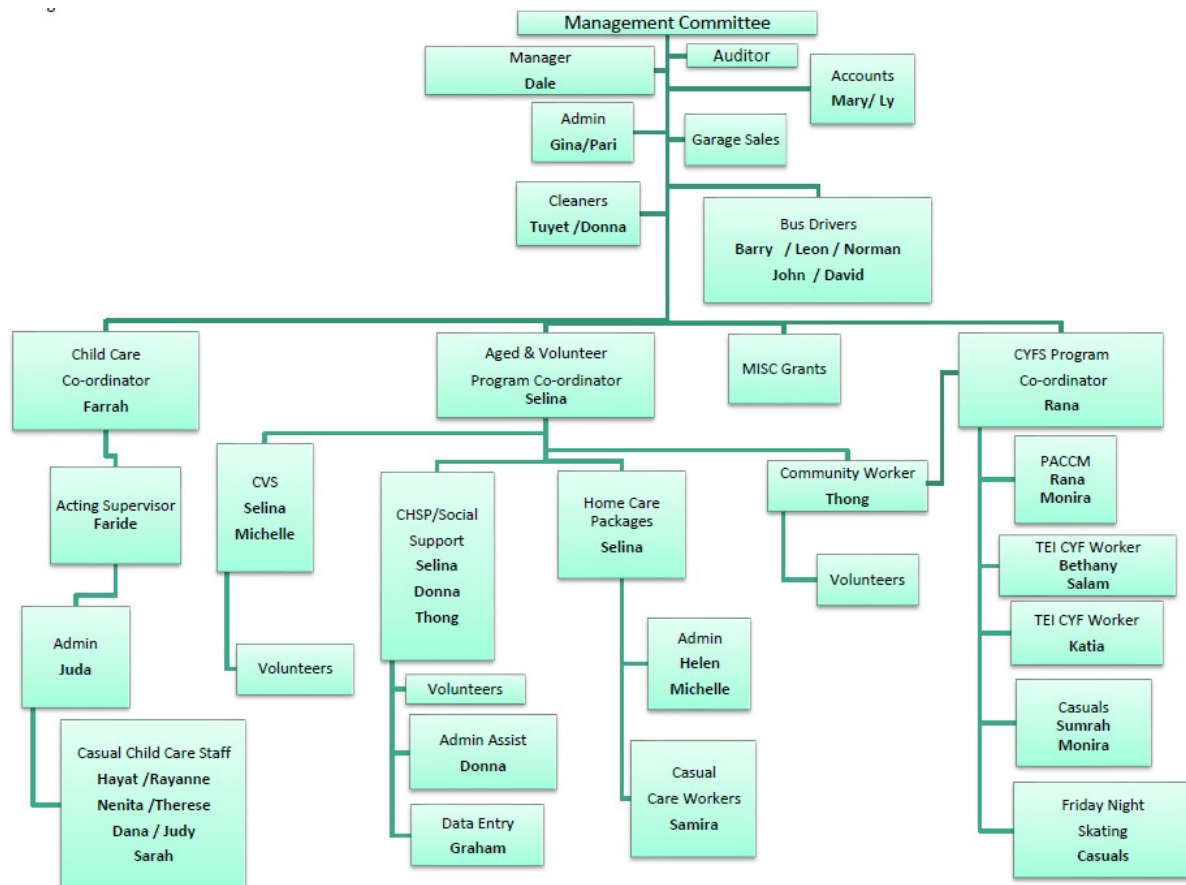 Management Committee
Auditor
Manager
Dale
Accounts
Mary/ Ly
Admin
Gina/Pari
Garage Sales
Cleaners
Tuyet /Donna
Bus Drivers
Barry / Leon / Norman
John / David
Child Care
Co-ordinator
Farrah
Aged & Volunteer
Program Co-ordinator
Selina
MISC Grants
CYFS Program
Co-ordinator
Rana
Acting Supervisor
Faride
Admin
Juda
Casual Child Care Staff
Hayat /Rayanne
Nenita /Therese
Dana / Judy
Sarah
CVS
Selina
Michelle
Volunteers
CHSP/Social
Support
Selina
Donna
Thong
Volunteers
Admin Assist
Donna
Data Entry
Graham
Home Care
Packages
Selina
Admin
Helen
Michelle
Casual
Care Workers
Samira
Community Worker
Thong
Volunteers
PACCM
Rana
Monira
TEI CYF Worker
Bethany
Salam
TEI CYF Worker
Katia
Casuals
Sumrah
Monira
Friday Night
Skating
Casuals